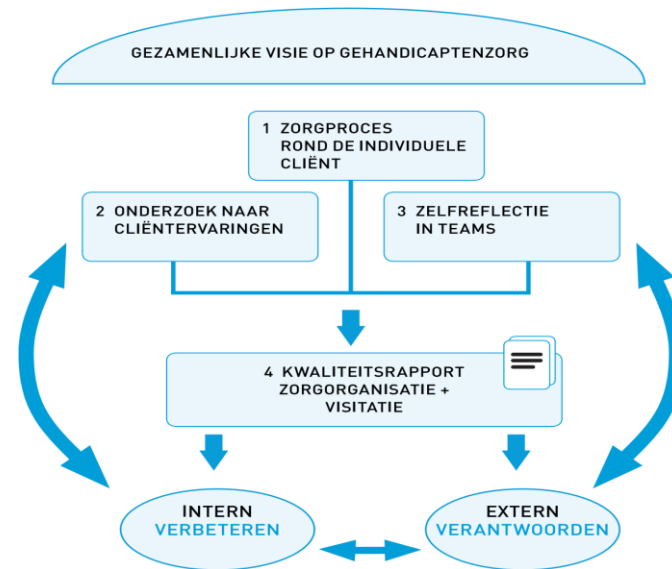 GEZAMENLIJKE VISIE OP GEHANDICAPTENZORG
1 ZORGPROCES
ROND DE INDIVIDUELE
CLIËNT
2 ONDERZOEK NAAR
CLIËNTERVARINGEN
3 ZELFREFLECTIE
IN TEAMS
4 KWALITEITSRAPPORT
ZORGORGANISATIE +
VISITATIE
INTERN
VERBETEREN
EXTERN
VERANTWOORDEN